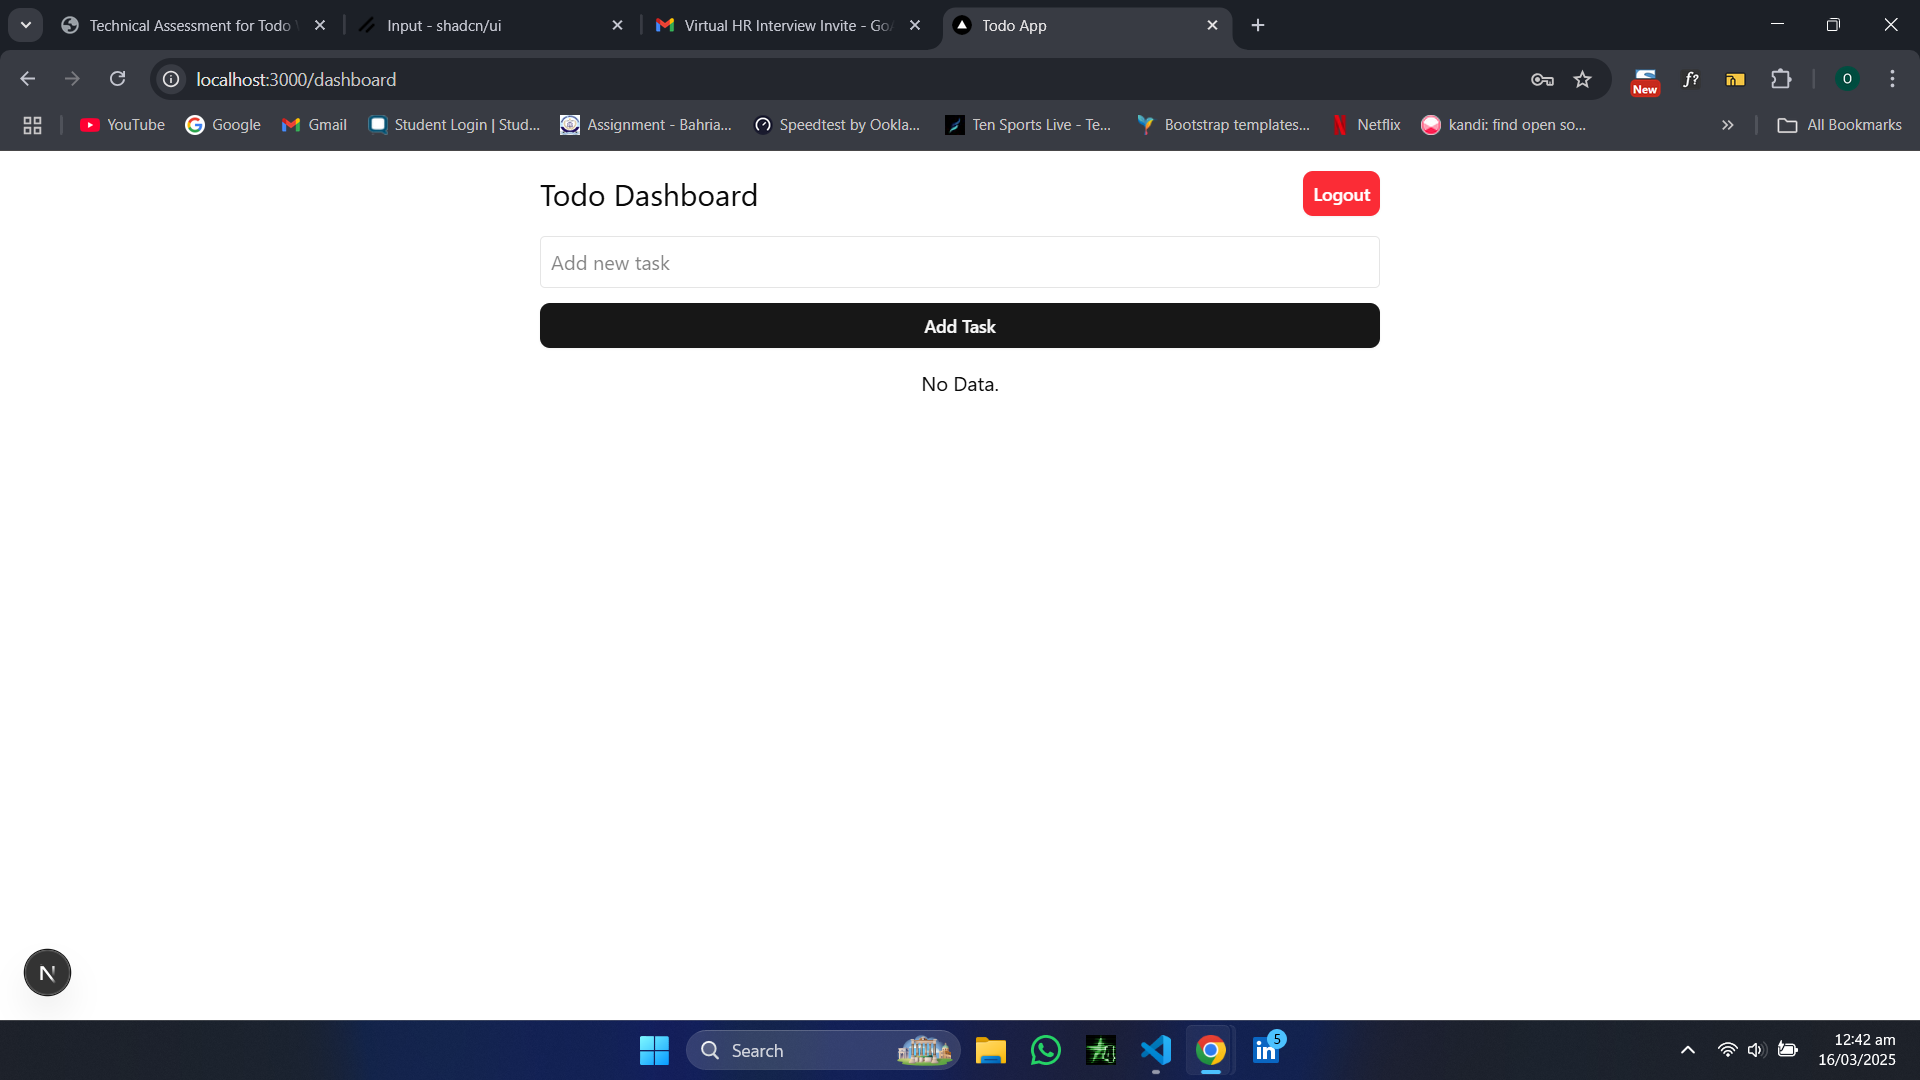 Technical Assessment for Todo
Input - shadcn/ui
Virtual HR Interview Invite - Go
Todo App
localhost:3000/dashboard
New
f?
O
YouTube
Google
Gmail
Student Login | Stud...
Assignment - Bahria...
Speedtest by Ookla...
Ten Sports Live - Te...
Bootstrap templates...
Netflix
kandi: find open so...
All Bookmarks
Todo Dashboard
Logout
Add new task
Add Task
No Data.
N
Search
in
5
12:42 am
16/03/2025